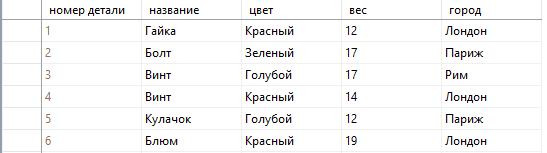 номер детали название цвет вес город
1 Гайка Красный 12 Лондон
2 Болт Зеленый 17 Париж
3 Винт Голубой 17 Рим
4 Винт Красный 14 Лондон
5 Кулачок Голубой 12 Париж
6 Блюм Красный 19 Лондон